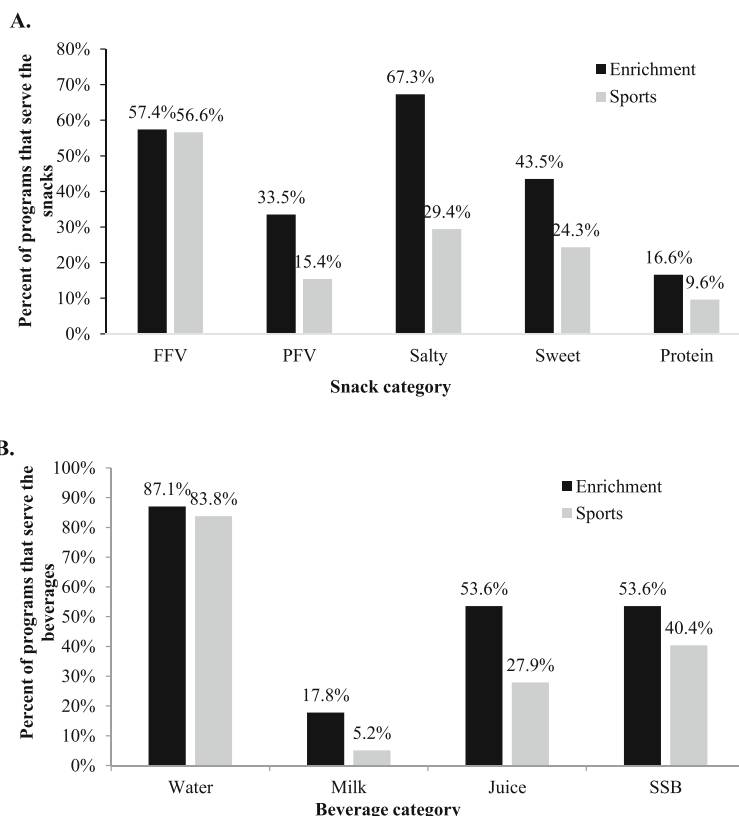 A.
80%
70%
60%
50%
40%
30%
20%
10%
0%
Percent of programs that serve the
snacks
57.4%
56.6%
33.5%
15.4%
67.3%
29.4%
43.5%
24.3%
16.6%
9.6%
Enrichment
Sports
FFV PFV Salty Sweet Protein
Snack category
B.
100%
90%
80%
70%
60%
50%
40%
30%
20%
10%
0%
Percent of programs that serve the
beverages
87.1%
83.8%
17.8%
5.2%
53.6%
27.9%
53.6%
40.4%
Enrichment
Sports
Water Milk Juice SSB
Beverage category